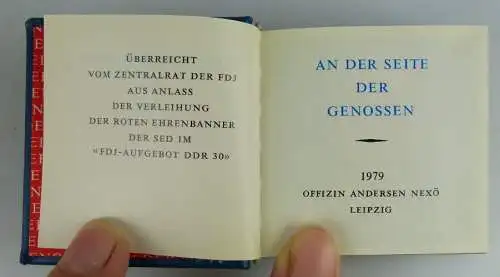 ÜBERREICHT
VOM ZENTRALRAT DER FDJ
AUS ANLASS
DER VERLEIHUNG
DER ROTEN EHRENBANNER
DER SED IM
«FDJ-AUFGEBOT DDR 30»
AN DER SEITE
DER
GENOSSEN
1979
OFFIZIN ANDERSEN NEXÖ
LEIPZIG